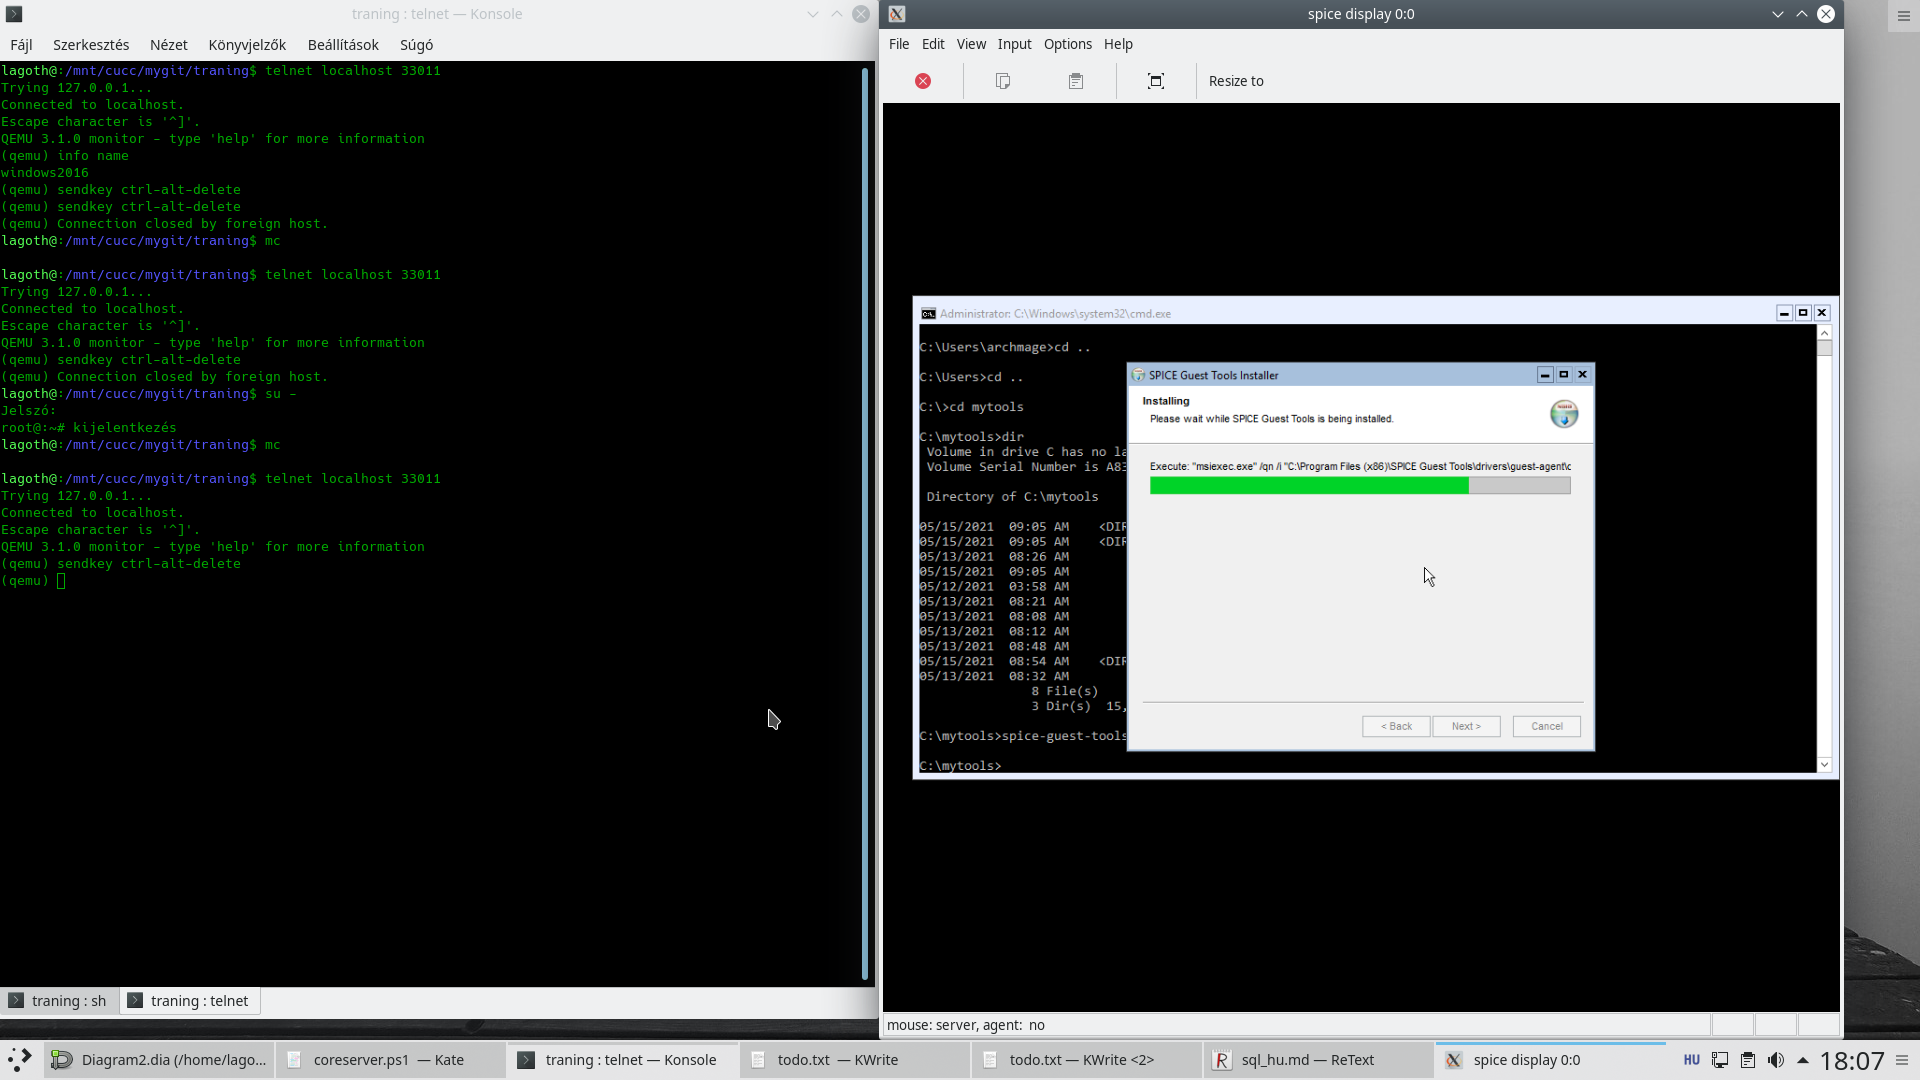 traning : telnet — Konsole
Fájl Szerkesztés Nézet Könyvjelzők Beállítások Súgó
lagoth@:/mnt/cucc/mygit/traning$ telnet localhost 33011
Trying 127.0.0.1...
Connected to localhost.
Escape character is '^]'.
QEMU 3.1.0 monitor - type 'help' for more information
(qemu) info name
windows2016
(qemu) sendkey ctrl-alt-delete
(qemu) sendkey ctrl-alt-delete
(qemu) Connection closed by foreign host.
lagoth@:/mnt/cucc/mygit/traning$ mc
lagoth@:/mnt/cucc/mygit/traning$ telnet localhost 33011
Trying 127.0.0.1...
Connected to localhost.
Escape character is '^]'.
QEMU 3.1.0 monitor - type 'help' for more information
(qemu) sendkey ctrl-alt-delete
(qemu) Connection closed by foreign host.
lagoth@:/mnt/cucc/mygit/traning$ su -
Jelszó:
root@:~# kijelentkezés
lagoth@:/mnt/cucc/mygit/traning$ mc
lagoth@:/mnt/cucc/mygit/traning$ telnet localhost 33011
Trying 127.0.0.1...
Connected to localhost.
Escape character is '^]'.
QEMU 3.1.0 monitor - type 'help' for more information
(qemu) sendkey ctrl-alt-delete
(qemu)
traning : sh traning : telnet
spice display 0:0
File Edit View Input Options Help
Resize to
Administrator: C:\Windows\system32\cmd.exe
C:\Users\archmage>cd ..
C:\Users>cd ..
C:\>cd mytools
C:\mytools>dir
Volume in drive C has no la
Volume Serial Number is A83
Directory of C:\mytools
05/15/2021 09:05 AM <DIR
05/15/2021 09:05 AM <DIR
05/13/2021 08:26 AM
05/15/2021 09:05 AM
05/12/2021 03:58 AM
05/13/2021 08:21 AM
05/13/2021 08:08 AM
05/13/2021 08:12 AM
05/13/2021 08:48 AM
05/15/2021 08:54 AM <DIR
05/13/2021 08:32 AM
8 File(s)
3 Dir(s) 15,
C:\mytools>spice-guest-tools
C:\mytools>
SPICE Guest Tools Installer
Installing
Please wait while SPICE Guest Tools is being installed.
Execute: "msiexec.exe" /qn /i "C:\Program Files (x86)\SPICE Guest Tools\drivers\guest-agent\
< Back Next > Cancel
mouse: server, agent: no
Diagram2.dia (/home/lago... coreserver.ps1 — Kate traning : telnet — Konsole todo.txt — KWrite todo.txt — KWrite <2> sql_hu.md — ReText spice display 0:0 HU 18:07